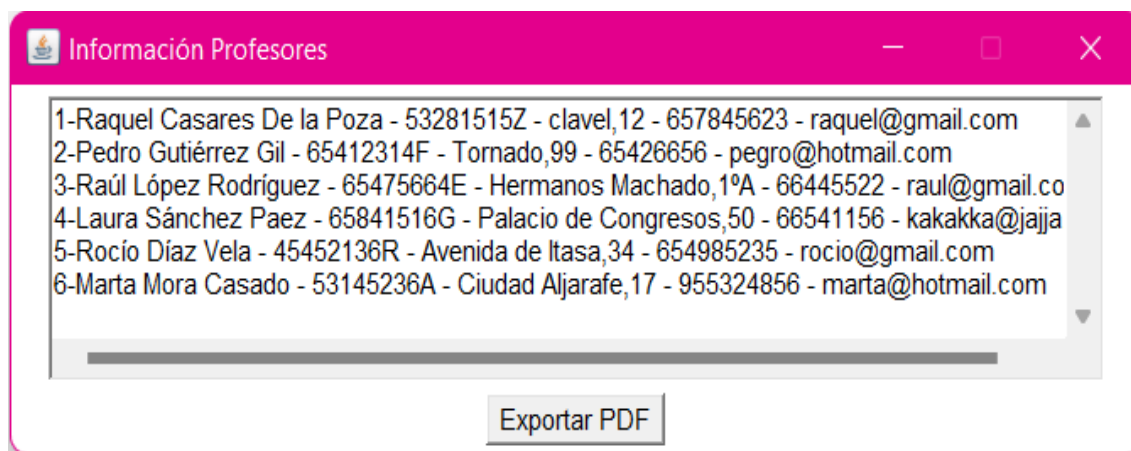 Información Profesores
1-Raquel Casares De la Poza - 53281515Z - clavel,12 - 657845623 - raquel@gmail.com
2-Pedro Gutiérrez Gil - 65412314F - Tornado,99 - 65426656 - pegro@hotmail.com
3-Raúl López Rodríguez - 65475664E - Hermanos Machado,1ºA - 66445522 - raul@gmail.co
4-Laura Sánchez Paez - 65841516G - Palacio de Congresos,50 - 66541156 - kakakka@jajja
5-Rocío Díaz Vela - 45452136R - Avenida de Itasa,34 - 654985235 - rocio@gmail.com
6-Marta Mora Casado - 53145236A - Ciudad Aljarafe,17 - 955324856 - marta@hotmail.com
Exportar PDF